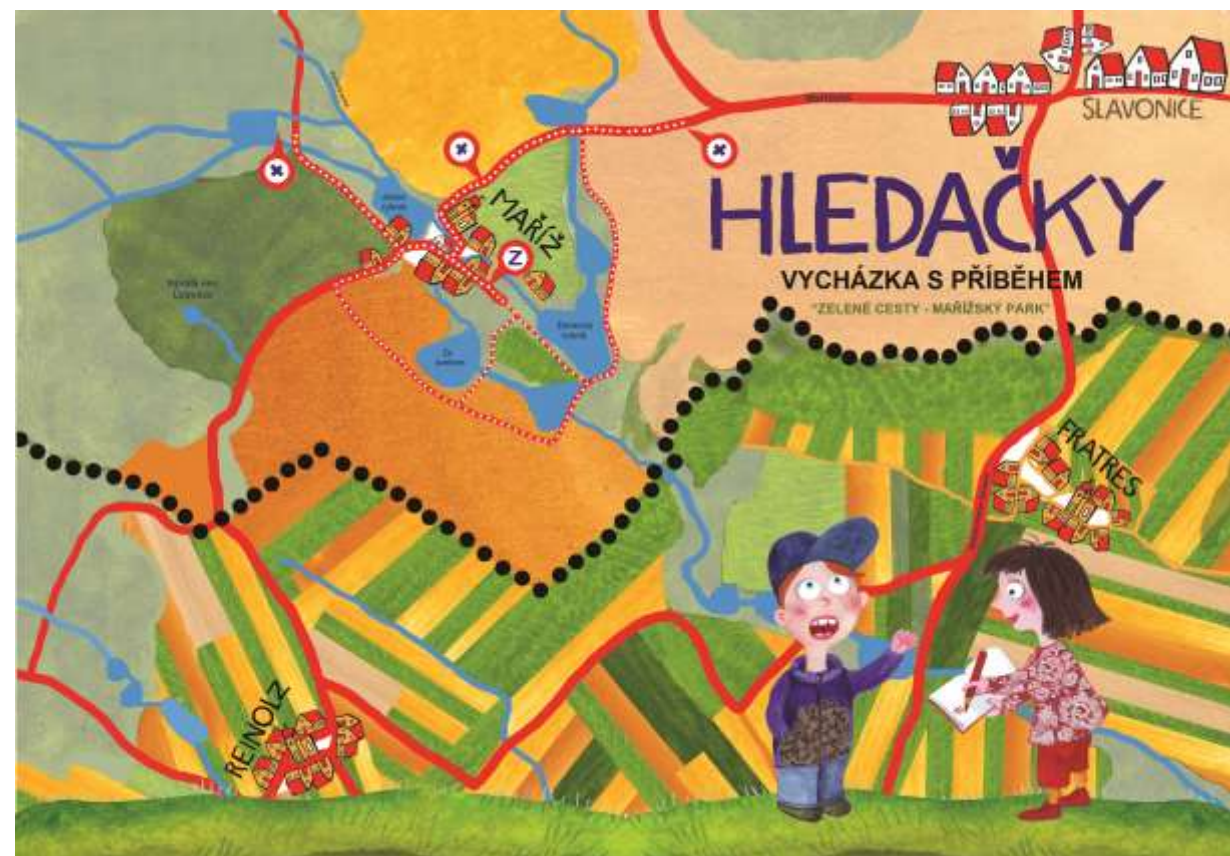 SLAVONICE
HLEDAČKY
VYCHÁZKA S PŘÍBĚHEM
"ZELENÉ CESTY - MAŘÍŽSKÝ PARK"
MAŘÍŽ
Z
FRATRES
REINOLZ